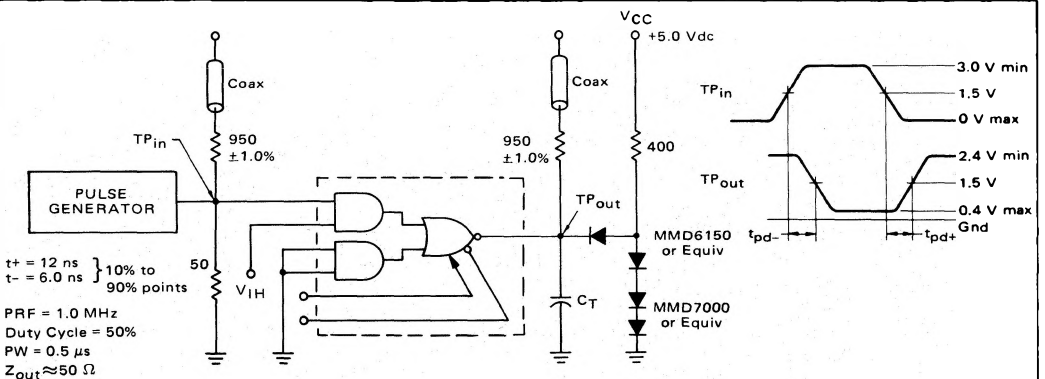 VCC
+5.0 Vdc
Coax
Coax
TPin
950
±1.0%
950
±1.0%
400
PULSE
GENERATOR
TPout
MMD6150
or Equiv
MMD7000
or Equiv
50
VIH
CT
t+ = 12 ns
t- = 6.0 ns
10% to
90% points
PRF = 1.0 MHz
Duty Cycle = 50%
PW = 0.5 μs
Zout≈50 Ω
TPin
3.0 V min
1.5 V
0 V max
TPout
2.4 V min
1.5 V
0.4 V max
Gnd
tpd-
tpd+